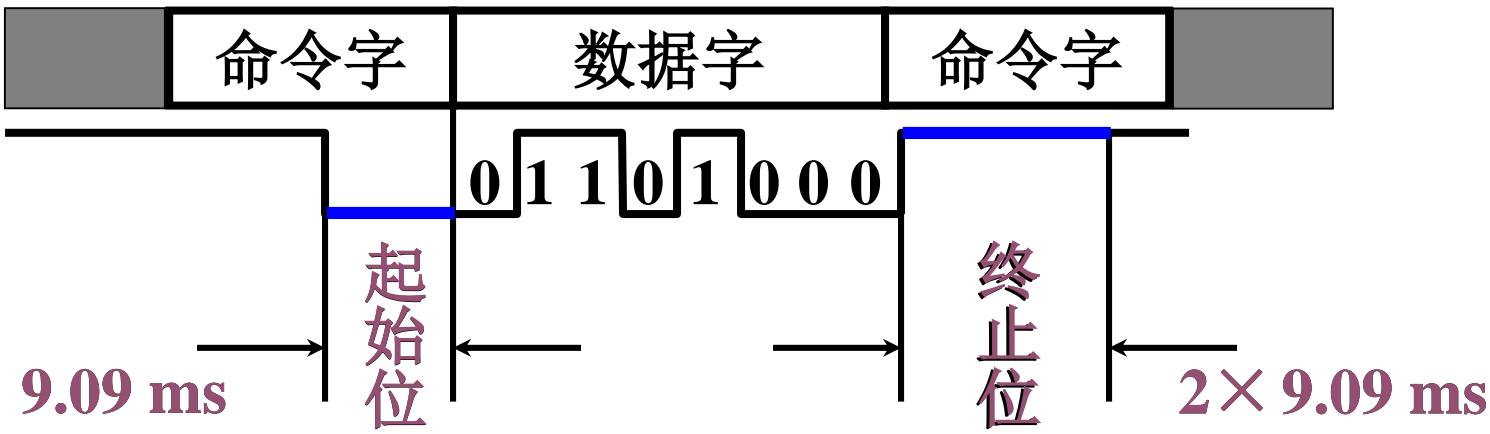 命令字 数据字 命令字
0 1 1 0 1 0 0 0
起始位
终止位
9.09 ms
2× 9.09 ms